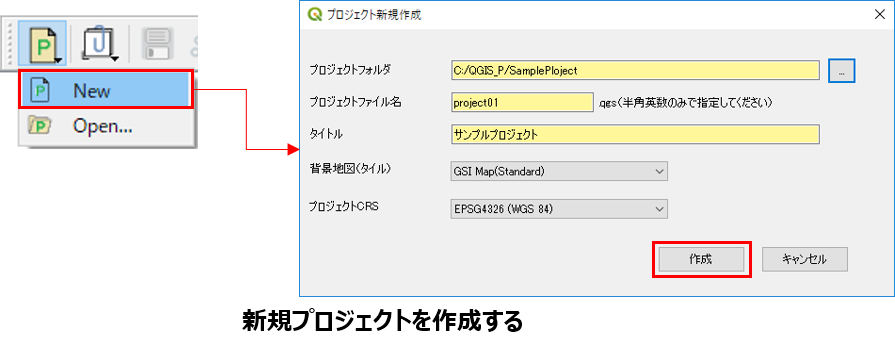 New
Open...
プロジェクト新規作成
プロジェクトフォルダ C:/QGIS_P/SamplePloject ...
プロジェクトファイル名 project01 .qgs(半角英数のみで指定してください)
タイトル サンプルプロジェクト
背景地図(タイル) GSI Map(Standard)
プロジェクトCRS EPSG4326 (WGS 84)
作成 キャンセル
新規プロジェクトを作成する